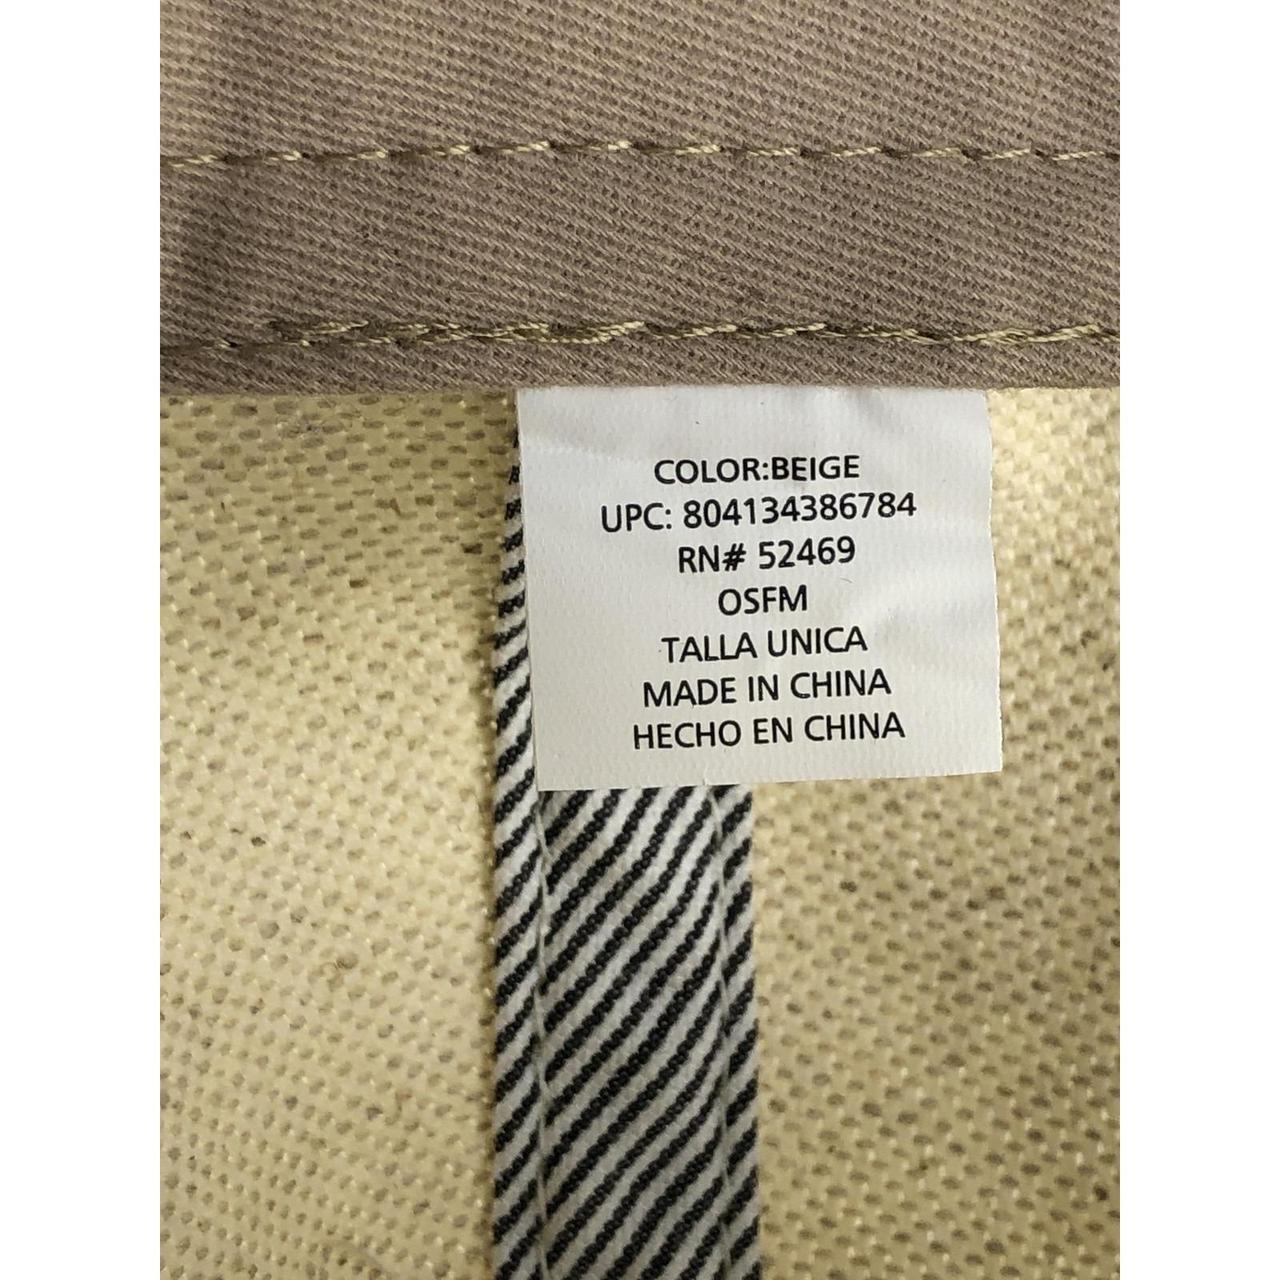 COLOR:BEIGE
UPC: 804134386784
RN# 52469
OSFM
TALLA UNICA
MADE IN CHINA
HECHO EN CHINA